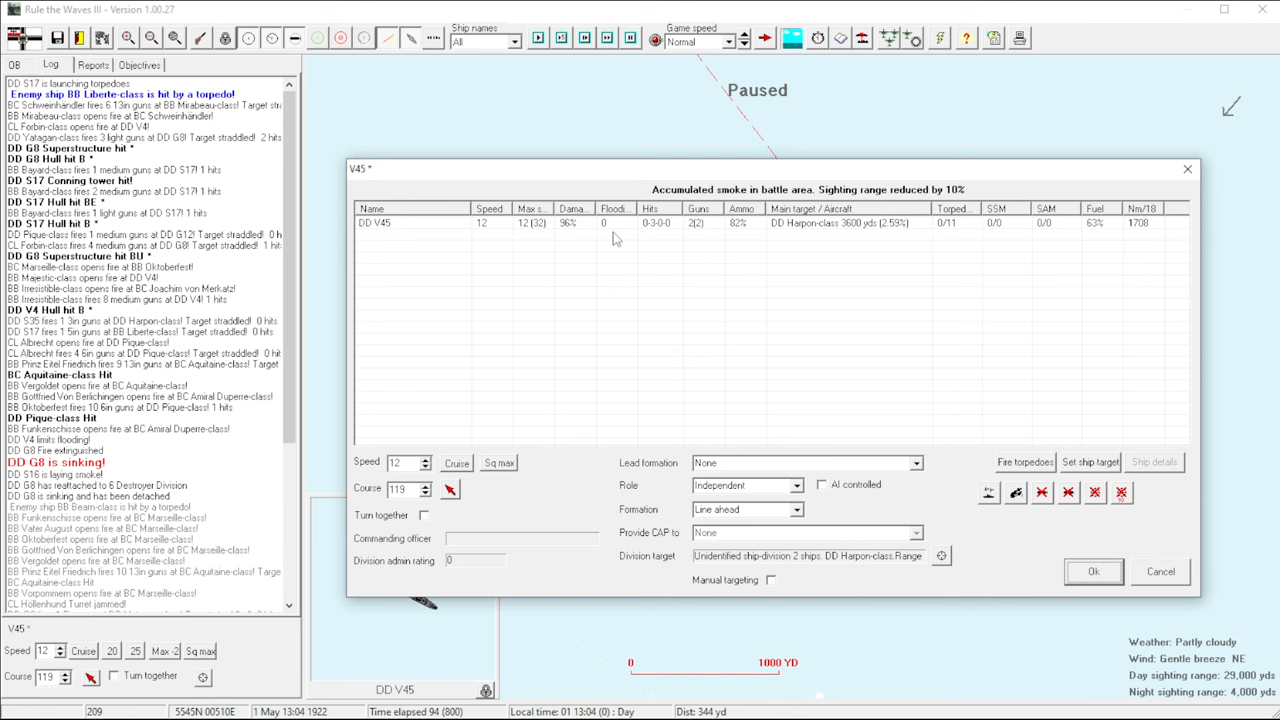 Rule the Waves III - Version 1.00.27
Ship names
All
Game speed
Normal
OB Log Reports Objectives
DD S17 is launching torpedoes
Enemy ship BB Liberte-class is hit by a torpedo!
BC Schweinhändler fires 6 13in guns at BB Mirabeau-class! Target stra
BB Mirabeau-class opens fire at BC Schweinhändler!
CL Forbin-class opens fire at DD V4!
DD Yatagan-class fires 3 light guns at DD G8! Target straddled! 2 hits
DD G8 Superstructure hit *
DD G8 Hull hit B *
BB Bayard-class fires 1 medium guns at DD S17! 1 hits
DD S17 Conning tower hit!
BB Bayard-class fires 2 medium guns at DD S17! 1 hits
DD S17 Hull hit BE *
BB Bayard-class fires 1 light guns at DD S17! 1 hits
DD S17 Hull hit B *
DD Pique-class fires 1 medium guns at DD G12! Target straddled! 0 hits
CL Forbin-class fires 4 medium guns at DD G8! Target straddled! 1 hits
DD G8 Superstructure hit BU *
BC Marseille-class opens fire at BB Oktoberfest!
BB Majestic-class opens fire at DD V4!
BB Irresistible-class opens fire at BC Joachim von Merkatz!
BB Irresistible-class fires 8 medium guns at DD V4! 1 hits
DD V4 Hull hit B *
DD S35 fires 1 3in guns at DD Harpon-class! Target straddled! 0 hits
DD S17 fires 1 5in guns at BB Liberte-class! Target straddled! 0 hits
CL Albrecht opens fire at DD Pique-class!
CL Albrecht fires 4 6in guns at DD Pique-class! Target straddled! 0 hits
BB Prinz Eitel Friedrich fires 9 13in guns at BC Aquitaine-class! Target
BC Aquitaine-class Hit
BB Vergoldet opens fire at BC Aquitaine-class!
BB Gottfried Von Berlichingen opens fire at BC Amiral Duperre-class!
BB Oktoberfest fires 10 6in guns at DD Pique-class! 1 hits
DD Pique-class Hit
BB Funkenschisse opens fire at BC Amiral Duperre-class!
DD V4 limits flooding!
DD G8 Fire extinguished
DD G8 is sinking!
DD S16 is laying smoke!
DD G8 has reattached to 6 Destroyer Division
DD G8 is sinking and has been detached
Enemy ship BB Bearn-class is hit by a torpedo!
BB Funkenschisse opens fire at BC Marseille-class!
BB Vater August opens fire at BC Marseille-class!
BB Oktoberfest opens fire at BC Marseille-class!
BB Gottfried Von Berlichingen opens fire at BC Marseille-class!
BB Vergoldet opens fire at BC Marseille-class!
BB Prinz Eitel Friedrich fires 10 13in guns at BC Aquitaine-class! Targe
BC Aquitaine-class Hit
BB Vorpommern opens fire at BC Marseille-class!
CL Höllenhund Turret jammed!
Paused
V45 *
Accumulated smoke in battle area. Sighting range reduced by 10%
Name Speed Max s... Dama... Floodi... Hits Guns Ammo Main target / Aircraft Torped... SSM SAM Fuel Nm/18
DD V45 12 12 (32) 96% 0 0-3-0-0 2(2) 82% DD Harpon-class 3600 yds (2.59%) 0/11 0/0 0/0 63% 1708
Speed 12 Cruise Sq max
Course 119
Turn together
Commanding officer
Division admin rating 0
Lead formation None
Role Independent AI controlled
Formation Line ahead
Provide CAP to None
Division target Unidentified ship-division 2 ships. DD Harpon-class.Range
Manual targeting
Fire torpedoes Set ship target Ship details
10
Ok Cancel
V45 *
Speed 12 Cruise 20 25 Max -2 Sq max
Course 119 Turn together
DD V45
0 1000 YD
Weather: Partly cloudy
Wind: Gentle breeze NE
Day sighting range: 29,000 yds
Night sighting range: 4,000 yds
209 5545N 00510E 1 May 13:04 1922 Time elapsed 94 (800) Local time: 01 13:04 (0) : Day Dist: 344 yd